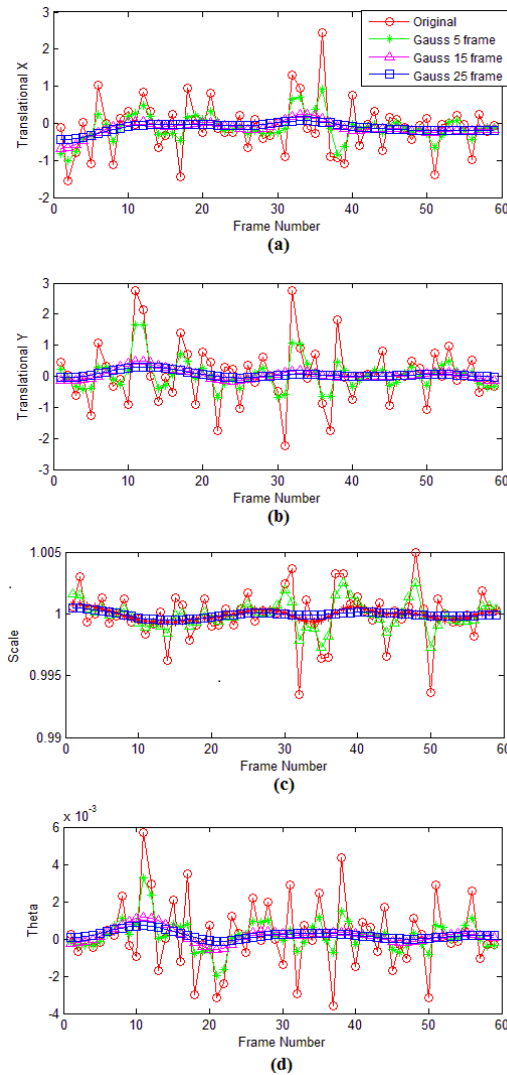 3
2
1
0
-1
-2
Translational X
Original
Gauss 5 frame
Gauss 15 frame
Gauss 25 frame
0 10 20 30 40 50 60
Frame Number
(a)
3
2
1
0
-1
-2
-3
Translational Y
0 10 20 30 40 50 60
Frame Number
(b)
1.005
1
0.995
0.99
Scale
0 10 20 30 40 50 60
Frame Number
(c)
x 10⁻³
6
4
2
0
-2
-4
Theta
0 10 20 30 40 50 60
Frame Number
(d)